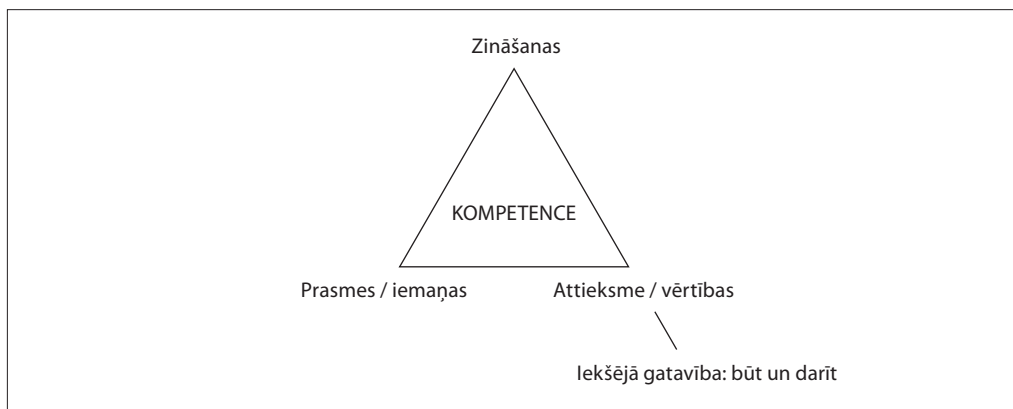 Zināšanas
KOMPETENCE
Prasmes / iemaņas
Attieksme / vērtības
Iekšējā gatavība: būt un darīt